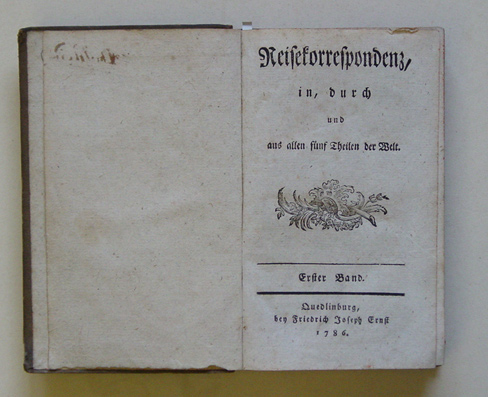 Reisekorrespondenz,
in, durch
und
aus allen fünf Theilen der Welt.
Erster Band.
Quedlinburg,
bey Friedrich Joseph Ernst
1786.